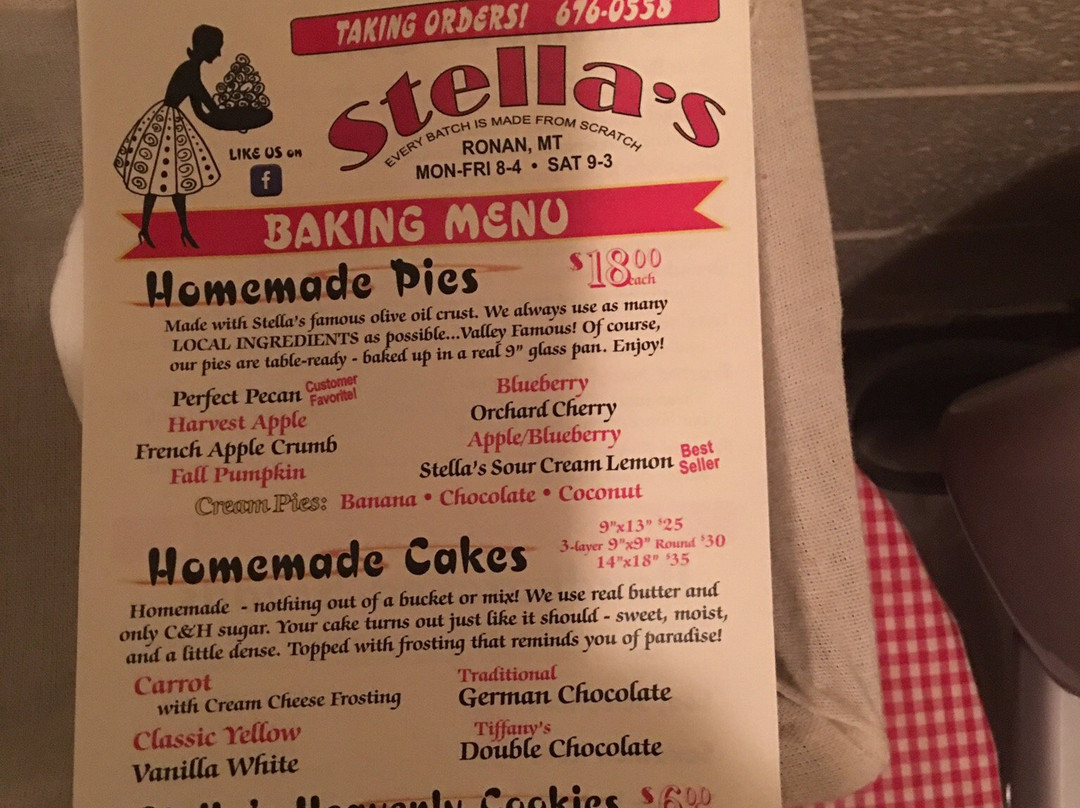 TAKING ORDERS! 676-0558
Stella's
EVERY BATCH IS MADE FROM SCRATCH
LIKE US ON
f
RONAN, MT
MON-FRI 8-4 • SAT 9-3
BAKING MENU
Homemade Pies $18.00 each
Made with Stella's famous olive oil crust. We always use as many
LOCAL INGREDIENTS as possible...Valley Famous! Of course,
our pies are table-ready - baked up in a real 9" glass pan. Enjoy!
Perfect Pecan Customer Favorite!
Harvest Apple
French Apple Crumb
Fall Pumpkin
Blueberry
Orchard Cherry
Apple/Blueberry
Stella's Sour Cream Lemon Best Seller
Cream Pies: Banana • Chocolate • Coconut
Homemade Cakes
9"x13" $25
3-layer 9"x9" Round $30
14"x18" $35
Homemade - nothing out of a bucket or mix! We use real butter and
only C&H sugar. Your cake turns out just like it should - sweet, moist,
and a little dense. Topped with frosting that reminds you of paradise!
Carrot
with Cream Cheese Frosting
Classic Yellow
Vanilla White
Traditional
German Chocolate
Tiffany's
Double Chocolate
Stella's Heavenly Cookies $6.00